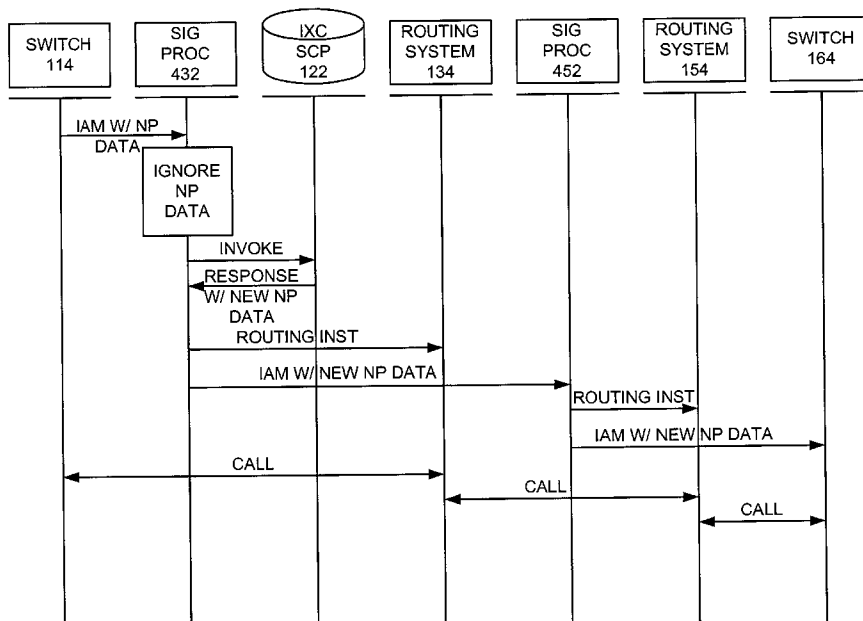 SWITCH
114
SIG
PROC
432
IXC
SCP
122
ROUTING
SYSTEM
134
SIG
PROC
452
ROUTING
SYSTEM
154
SWITCH
164
IAM W/ NP
DATA
IGNORE
NP
DATA
INVOKE
RESPONSE
W/ NEW NP
DATA
ROUTING INST
IAM W/ NEW NP DATA
ROUTING INST
IAM W/ NEW NP DATA
CALL
CALL
CALL